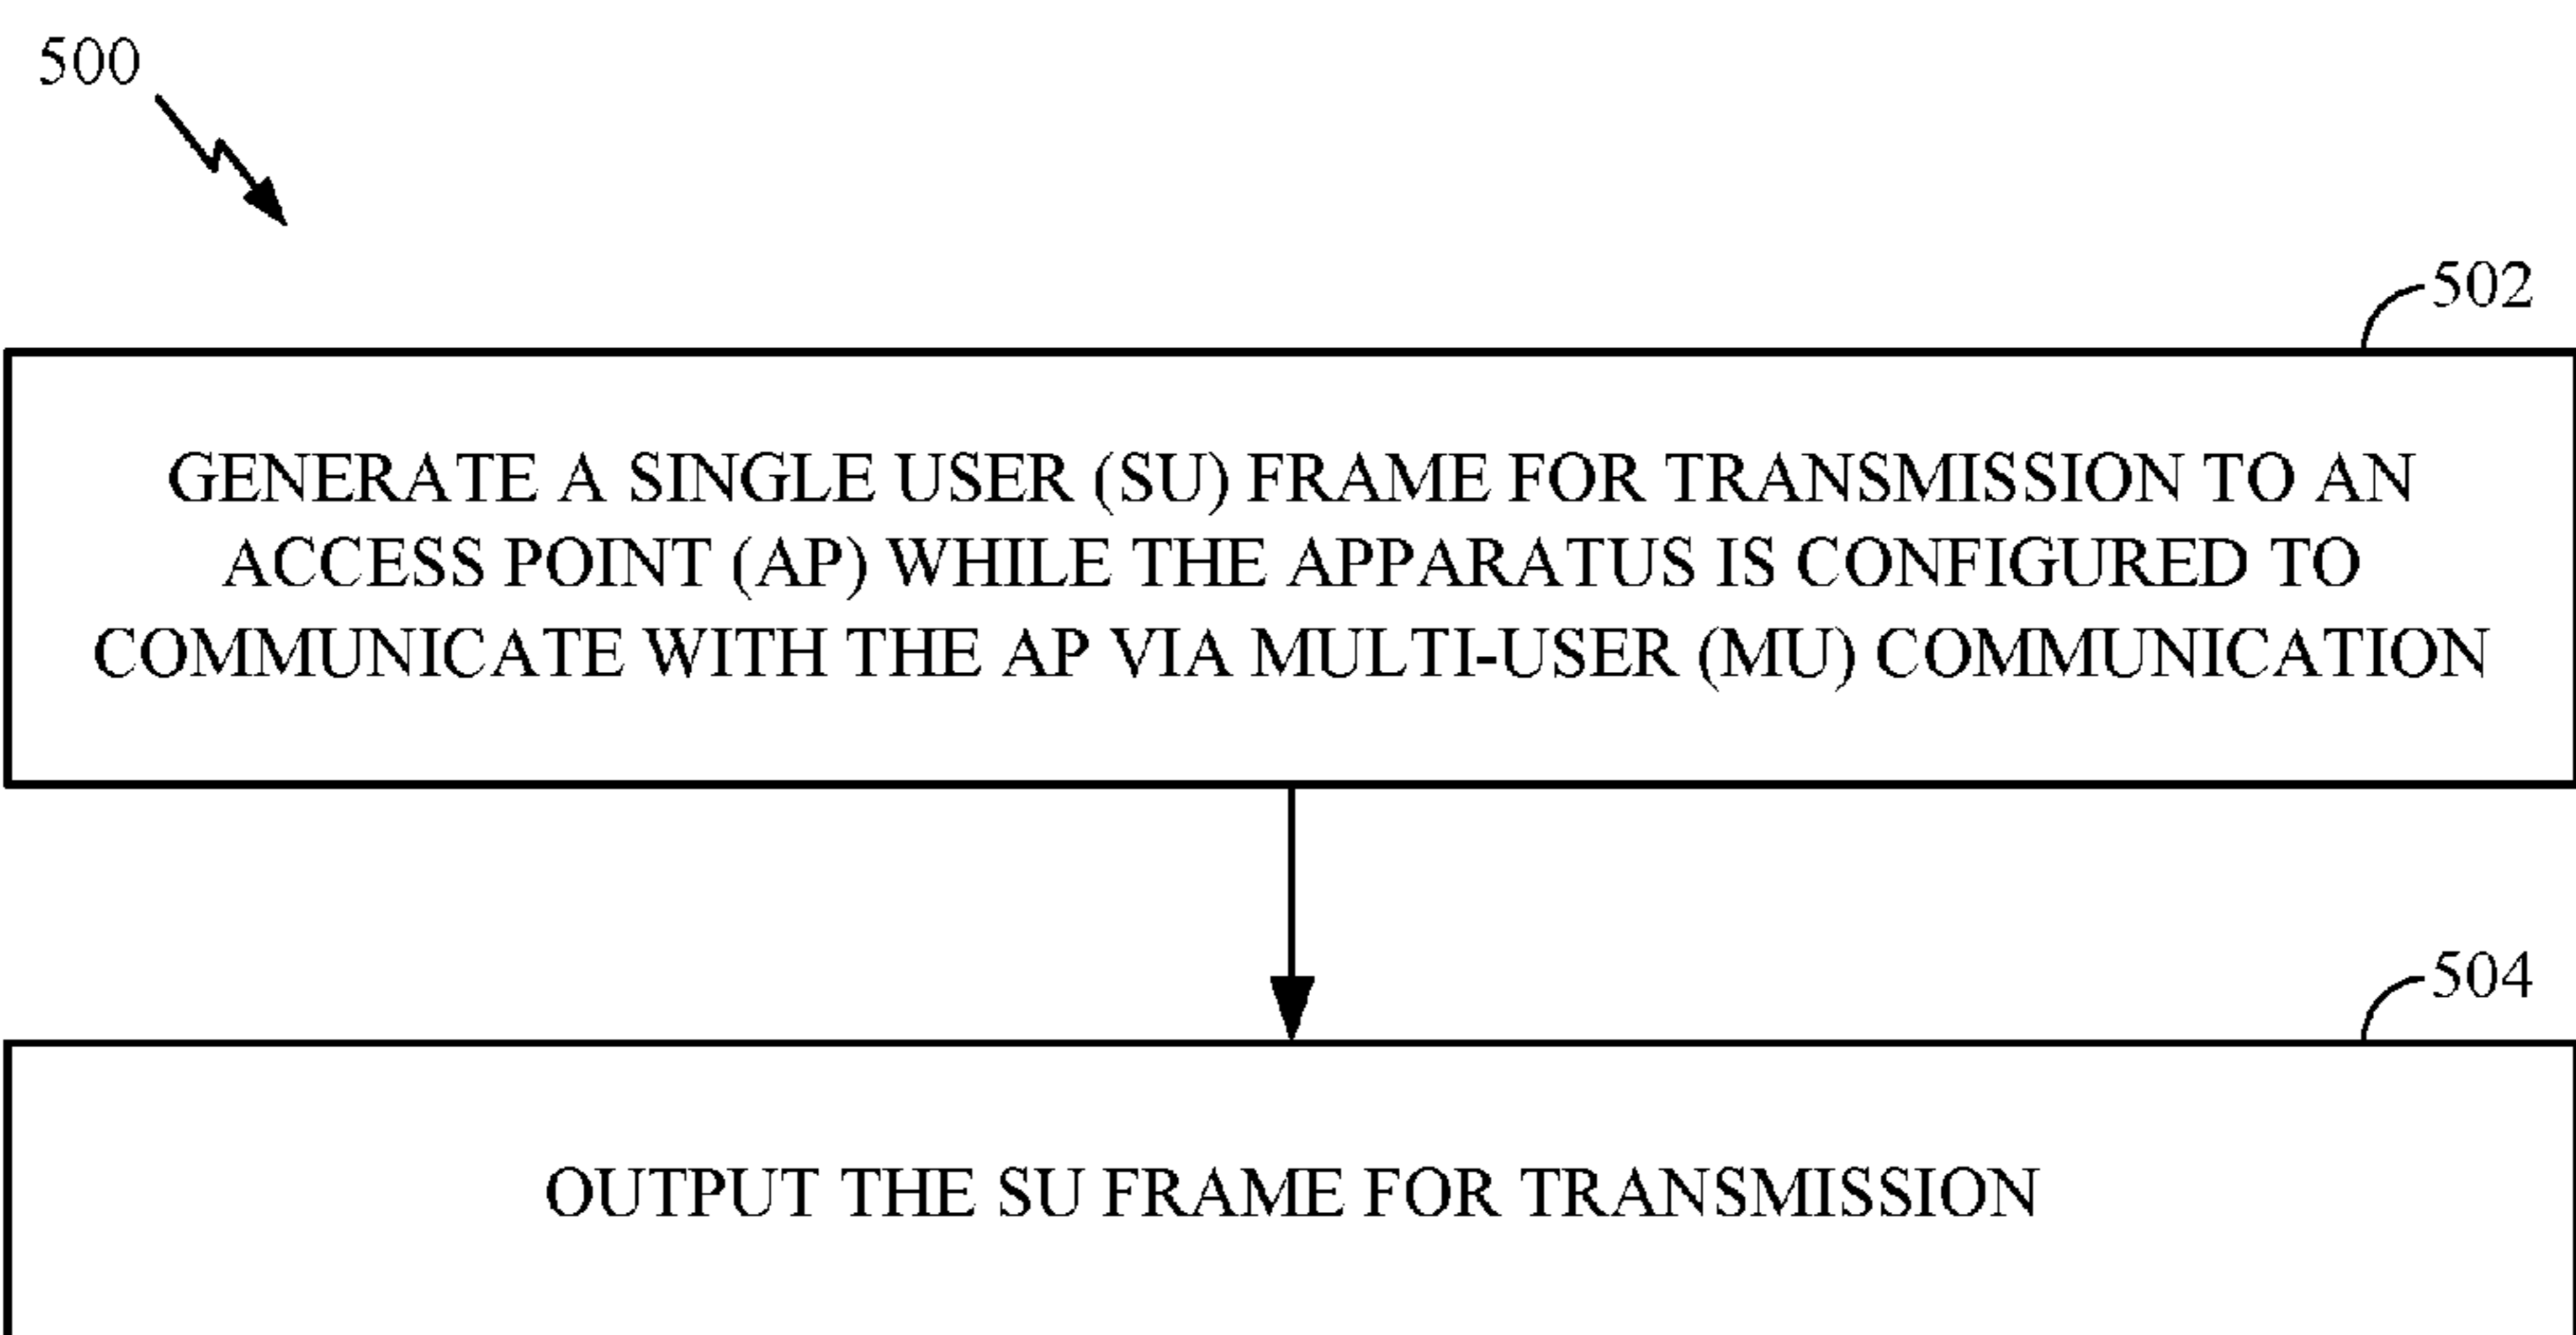 500
502
GENERATE A SINGLE USER (SU) FRAME FOR TRANSMISSION TO AN
ACCESS POINT (AP) WHILE THE APPARATUS IS CONFIGURED TO
COMMUNICATE WITH THE AP VIA MULTI-USER (MU) COMMUNICATION
504
OUTPUT THE SU FRAME FOR TRANSMISSION